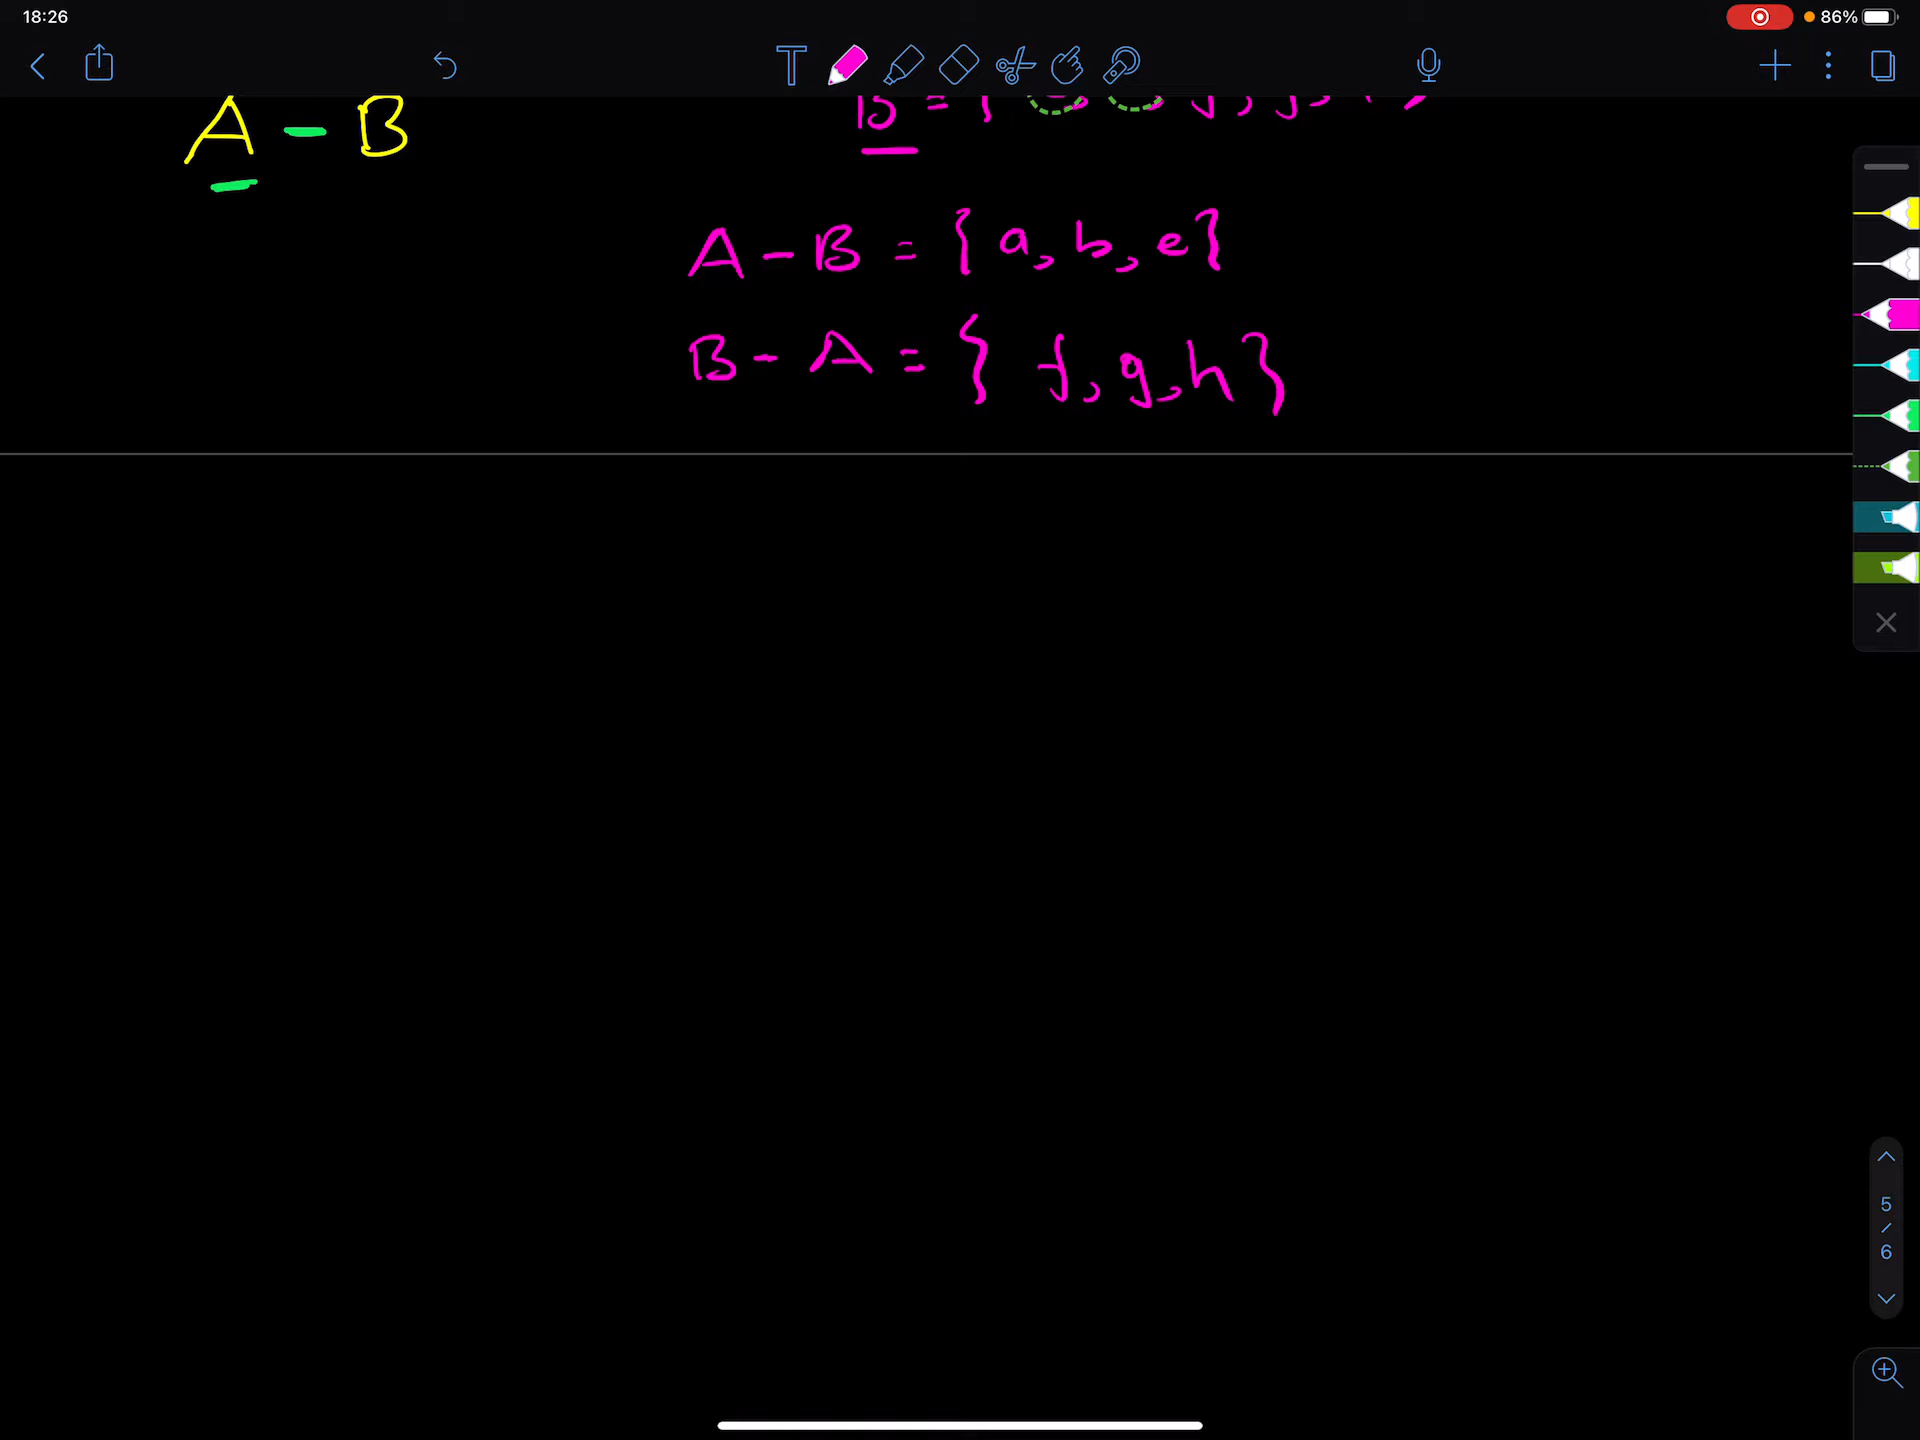 18:26
86%
A - B
A - B = { a, b, e }
B - A = { f, g, h }
5
/
6